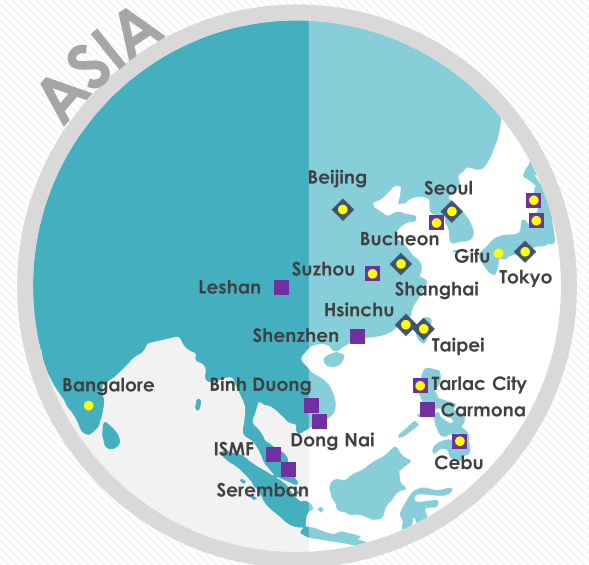 ASIA
Beijing
Seoul
Bucheon
Gifu
Suzhou
Tokyo
Leshan
Shanghai
Hsinchu
Shenzhen
Taipei
Bangalore
Binh Duong
Tarlac City
Carmona
Dong Nai
ISMF
Cebu
Seremban